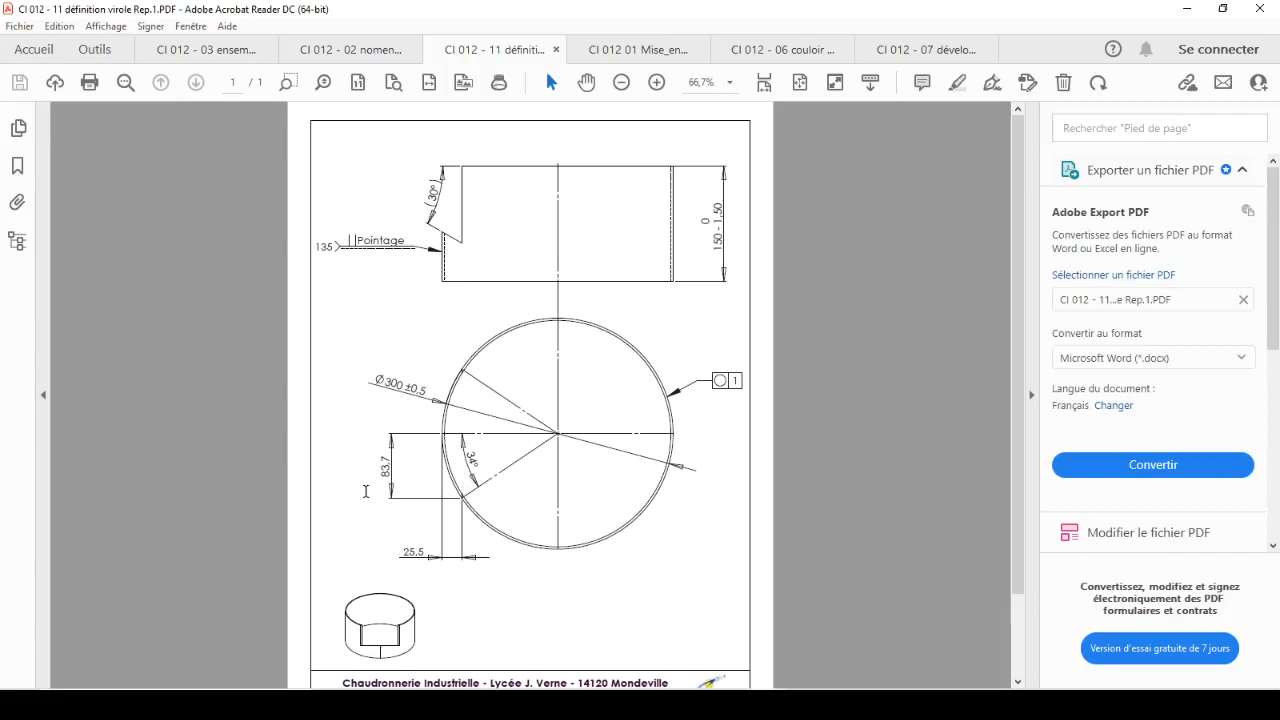 CI 012 - 11 définition virole Rep.1.PDF - Adobe Acrobat Reader DC (64-bit)
Fichier Edition Affichage Signer Fenêtre Aide
Accueil Outils CI 012 - 03 ensem... CI 012 - 02 nomen... CI 012 - 11 définiti... × CI 012 01 Mise_en... CI 012 - 06 couloir ... CI 012 - 07 dévelo... Se connecter
1 / 1 66,7%
Rechercher "Pied de page"
Exporter un fichier PDF
Adobe Export PDF
Convertissez des fichiers PDF au format
Word ou Excel en ligne.
Sélectionner un fichier PDF
CI 012 - 11...e Rep.1.PDF
Convertir au format
Microsoft Word (*.docx)
Langue du document :
Français Changer
Convertir
Modifier le fichier PDF
Convertissez, modifiez et signez
électroniquement des PDF
formulaires et contrats
Version d'essai gratuite de 7 jours
( 30° )
135 Pointage
0
150 - 1,50
Ø 300 ±0,5
1
83,7
34°
25,5
Chaudronnerie Industrielle - Lycée J. Verne - 14120 Mondeville